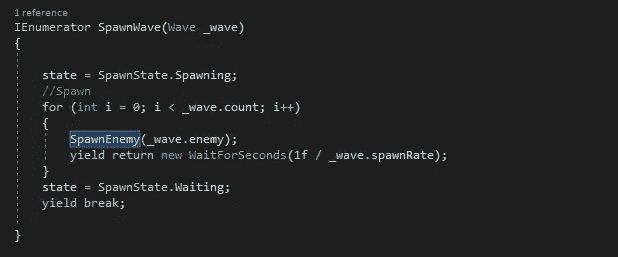 1 reference
IEnumerator SpawnWave(Wave _wave)
{
state = SpawnState.Spawning;
//Spawn
for (int i = 0; i < _wave.count; i++)
{
SpawnEnemy(_wave.enemy);
yield return new WaitForSeconds(1f / _wave.spawnRate);
}
state = SpawnState.Waiting;
yield break;
}